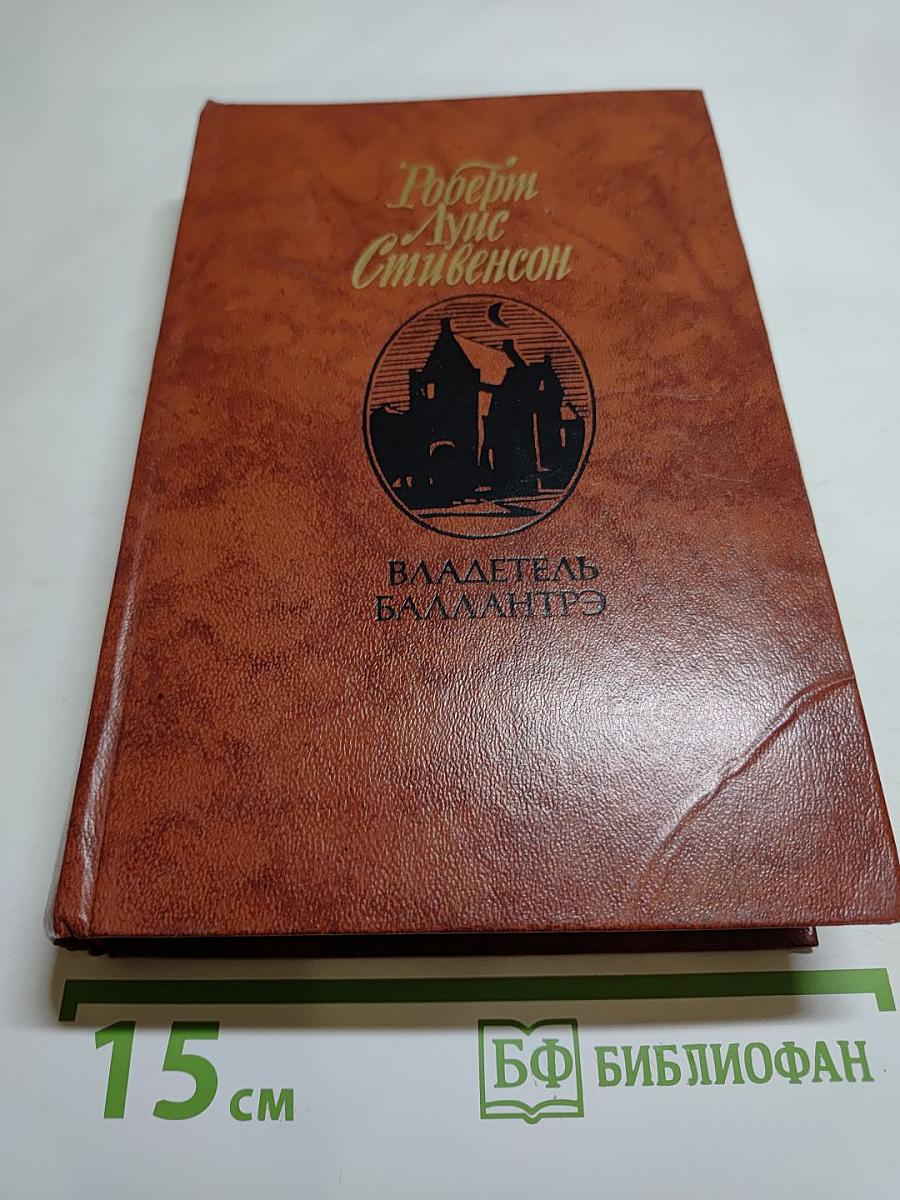 Роберт
Луис
Стивенсон
ВЛАДЕТЕЛЬ
БАЛЛАНТРЭ
15 см
БФ БИБЛИОФАН